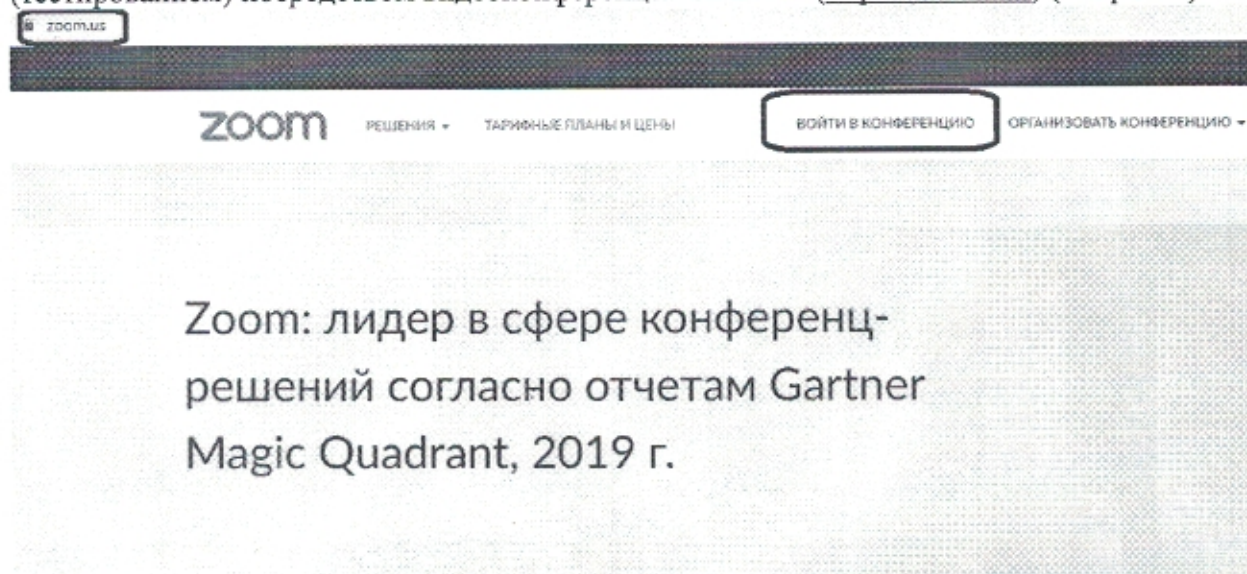 zoom.us
zoom РЕШЕНИЯ ТАРИФНЫЕ ПЛАНЫ И ЦЕНЫ ВОЙТИ В КОНФЕРЕНЦИЮ ОРГАНИЗОВАТЬ КОНФЕРЕНЦИЮ
Zoom: лидер в сфере конференц-
решений согласно отчетам Gartner
Magic Quadrant, 2019 г.